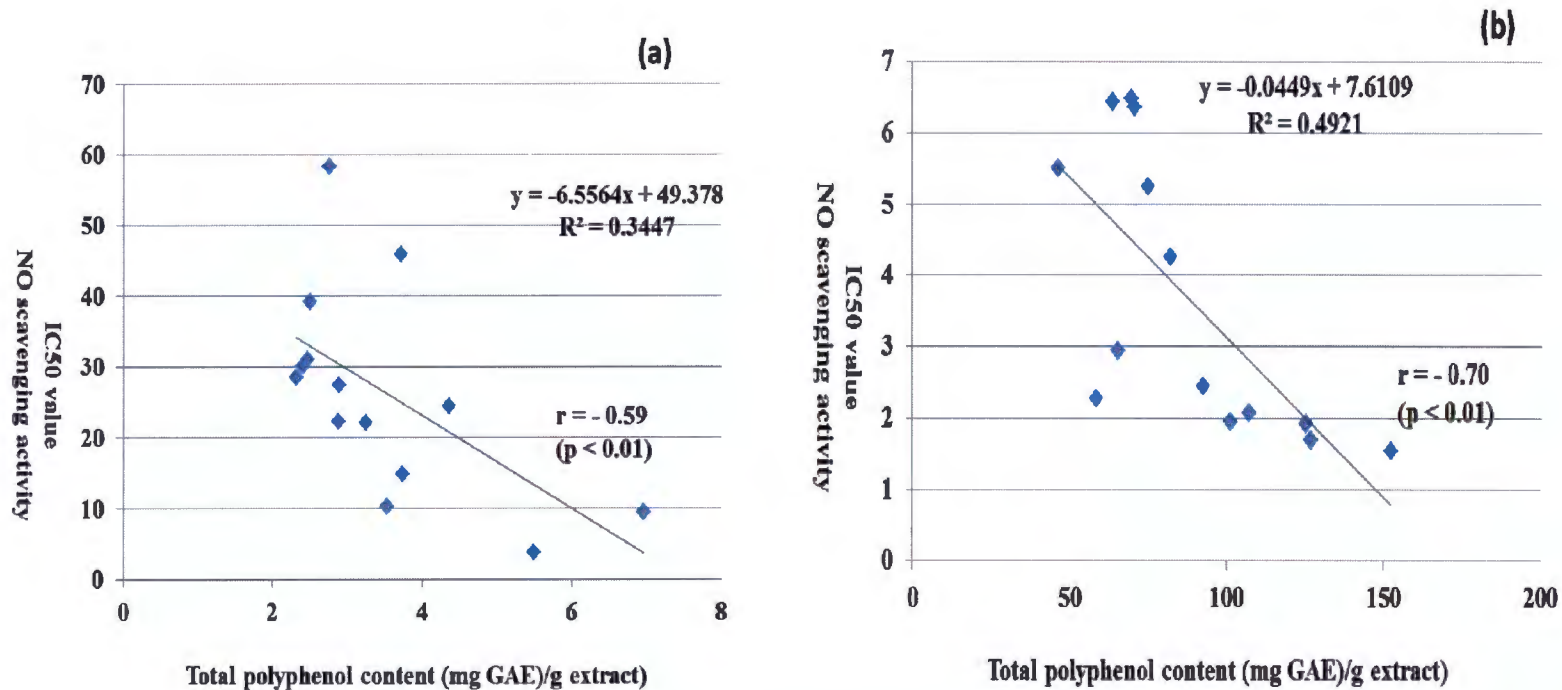 (a)
70
60
50
40
30
20
10
0
0
2
4
6
8
y = -6.5564x + 49.378
R² = 0.3447
r = - 0.59
(p < 0.01)
IC50 value
NO scavenging activity
Total polyphenol content (mg GAE)/g extract)
(b)
7
6
5
4
3
2
1
0
0
50
100
150
200
y = -0.0449x + 7.6109
R² = 0.4921
r = - 0.70
(p < 0.01)
IC50 value
NO scavenging activity
Total polyphenol content (mg GAE)/g extract)